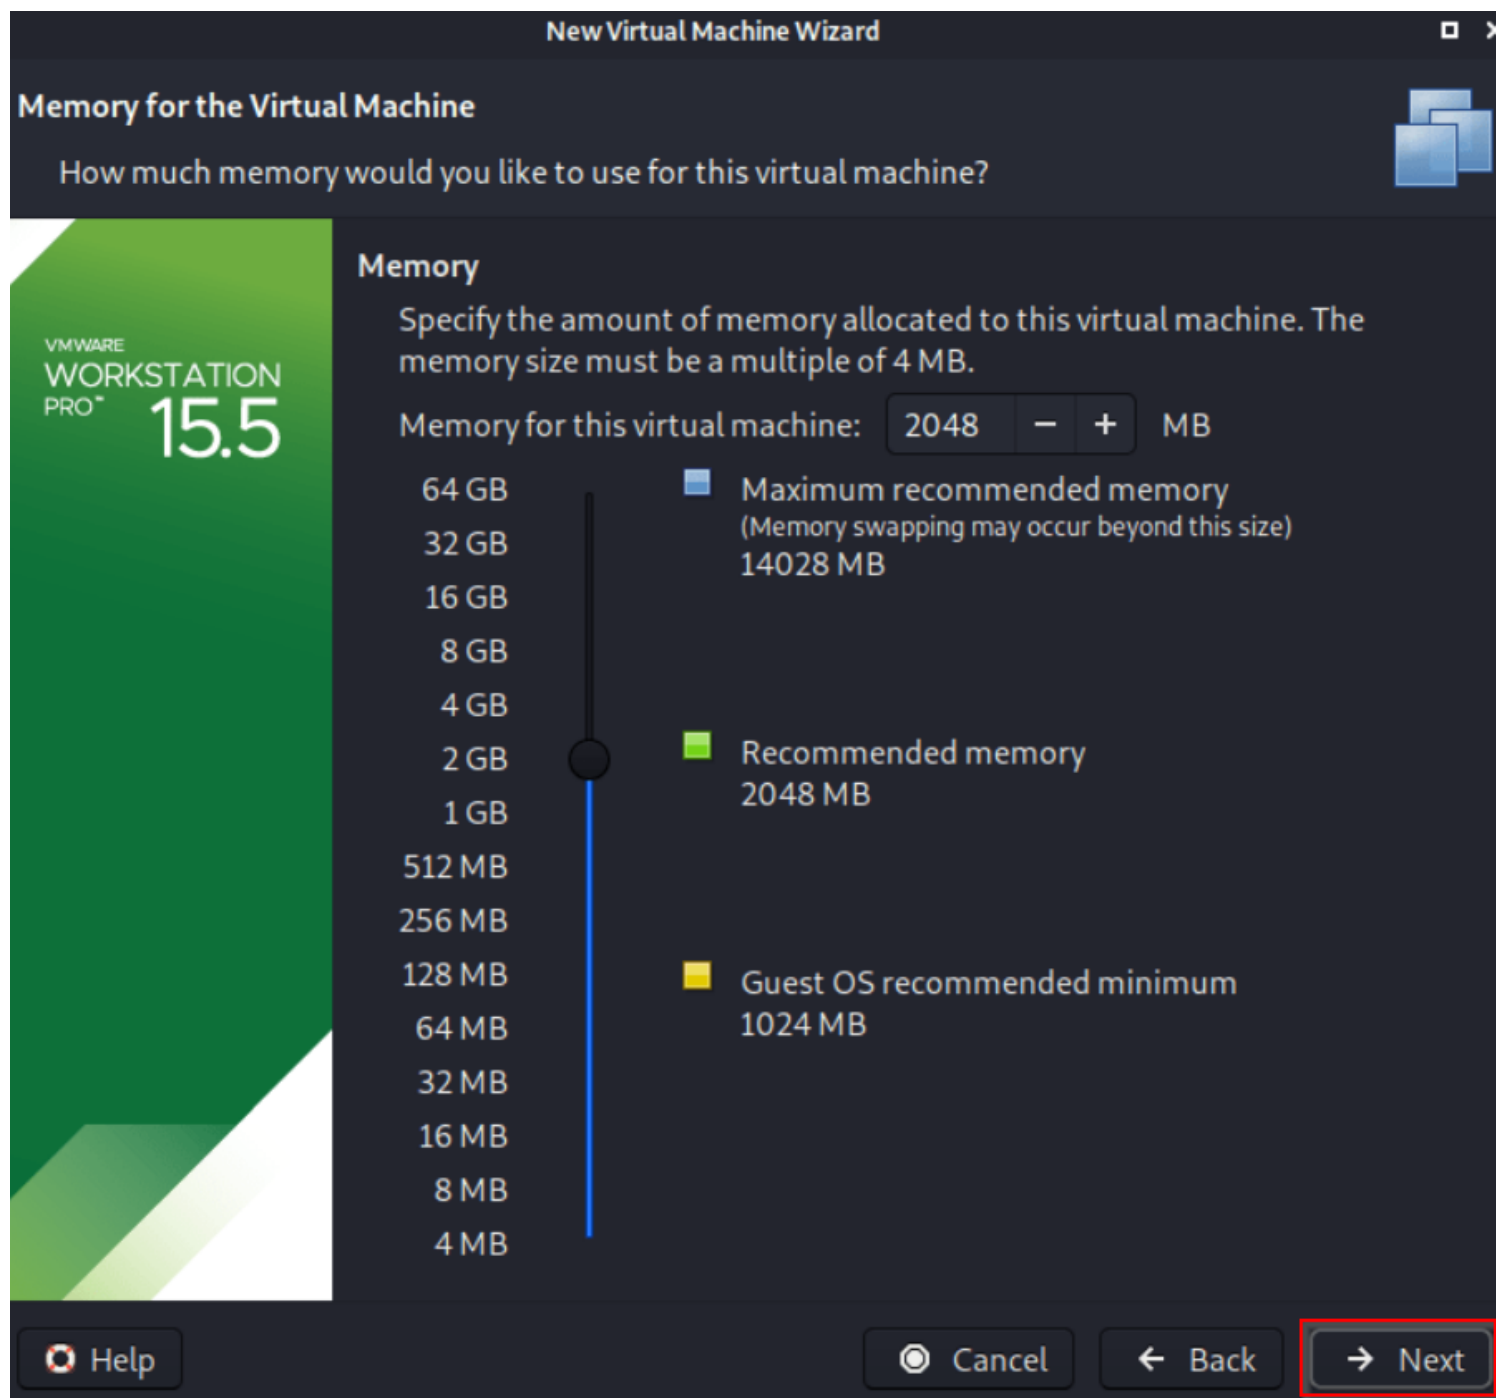 New Virtual Machine Wizard
Memory for the Virtual Machine
How much memory would you like to use for this virtual machine?
VMWARE
WORKSTATION
PRO™ 15.5
Memory
Specify the amount of memory allocated to this virtual machine. The
memory size must be a multiple of 4 MB.
Memory for this virtual machine: 2048 − + MB
64 GB
32 GB
16 GB
8 GB
4 GB
2 GB
1 GB
512 MB
256 MB
128 MB
64 MB
32 MB
16 MB
8 MB
4 MB
Maximum recommended memory
(Memory swapping may occur beyond this size)
14028 MB
Recommended memory
2048 MB
Guest OS recommended minimum
1024 MB
Help Cancel Back Next